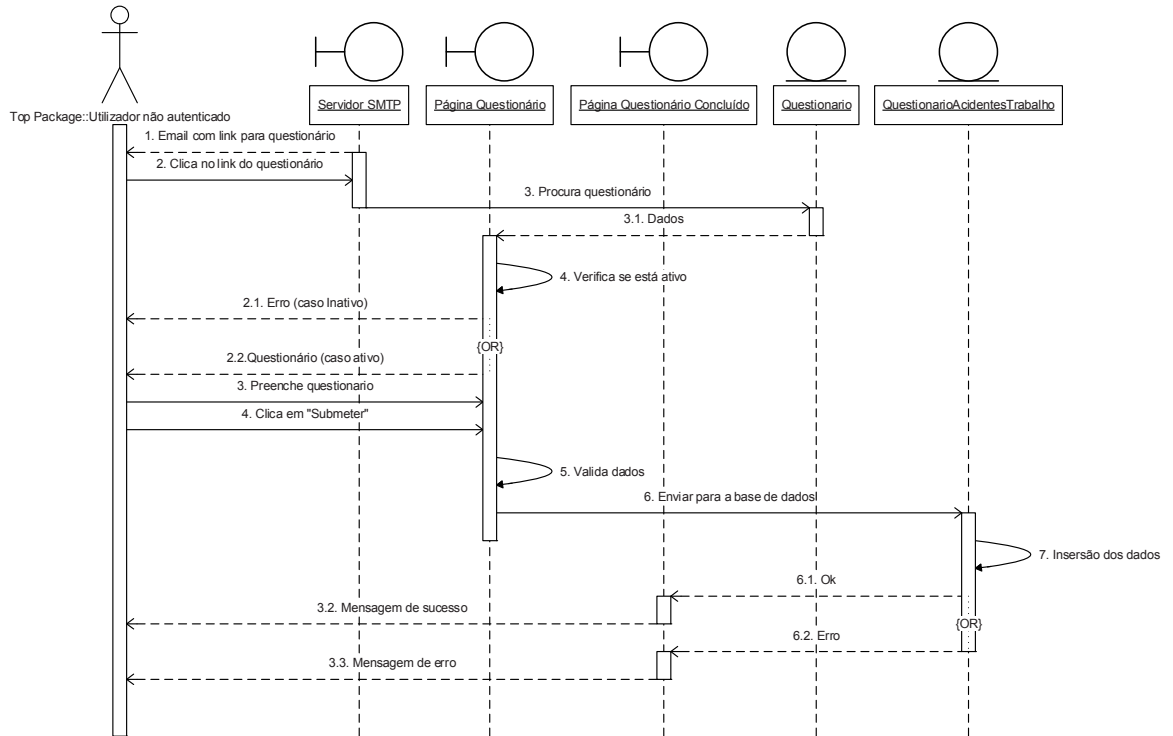 Top Package::Utilizador não autenticado
Servidor SMTP
Página Questionário
Página Questionário Concluído
Questionario
QuestionarioAcidentesTrabalho
1. Email com link para questionário
2. Clica no link do questionário
3. Procura questionário
3.1. Dados
4. Verifica se está ativo
2.1. Erro (caso Inativo)
{OR}
2.2.Questionário (caso ativo)
3. Preenche questionario
4. Clica em "Submeter"
5. Valida dados
6. Enviar para a base de dados
7. Insersão dos dados
6.1. Ok
3.2. Mensagem de sucesso
{OR}
6.2. Erro
3.3. Mensagem de erro